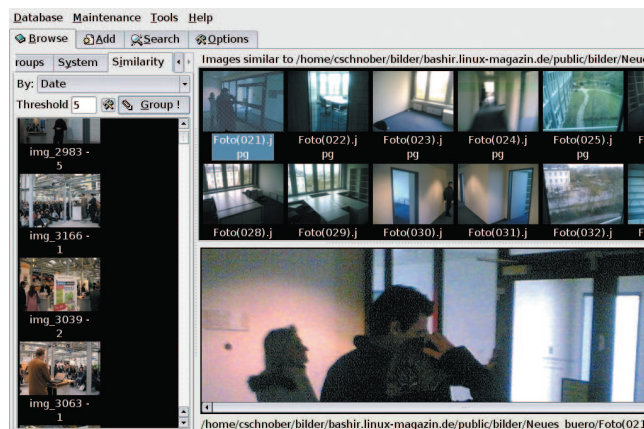 Database Maintenance Tools Help
Browse Add Search Options
roups System Similarity
Images similar to /home/cschnober/bilder/bashir.linux-magazin.de/public/bilder/Neue
By: Date
Threshold 5 Group !
img_2983 -
5
img_3166 -
1
img_3039 -
2
img_3063 -
1
Foto(021).j
pg
Foto(022).j
pg
Foto(023).j
pg
Foto(024).j
pg
Foto(025).j
pg
Foto(028).j
Foto(029).j
Foto(030).j
Foto(031).j
Foto(032).j
/home/cschnober/bilder/bashir.linux-magazin.de/public/bilder/Neues_buero/Foto(021